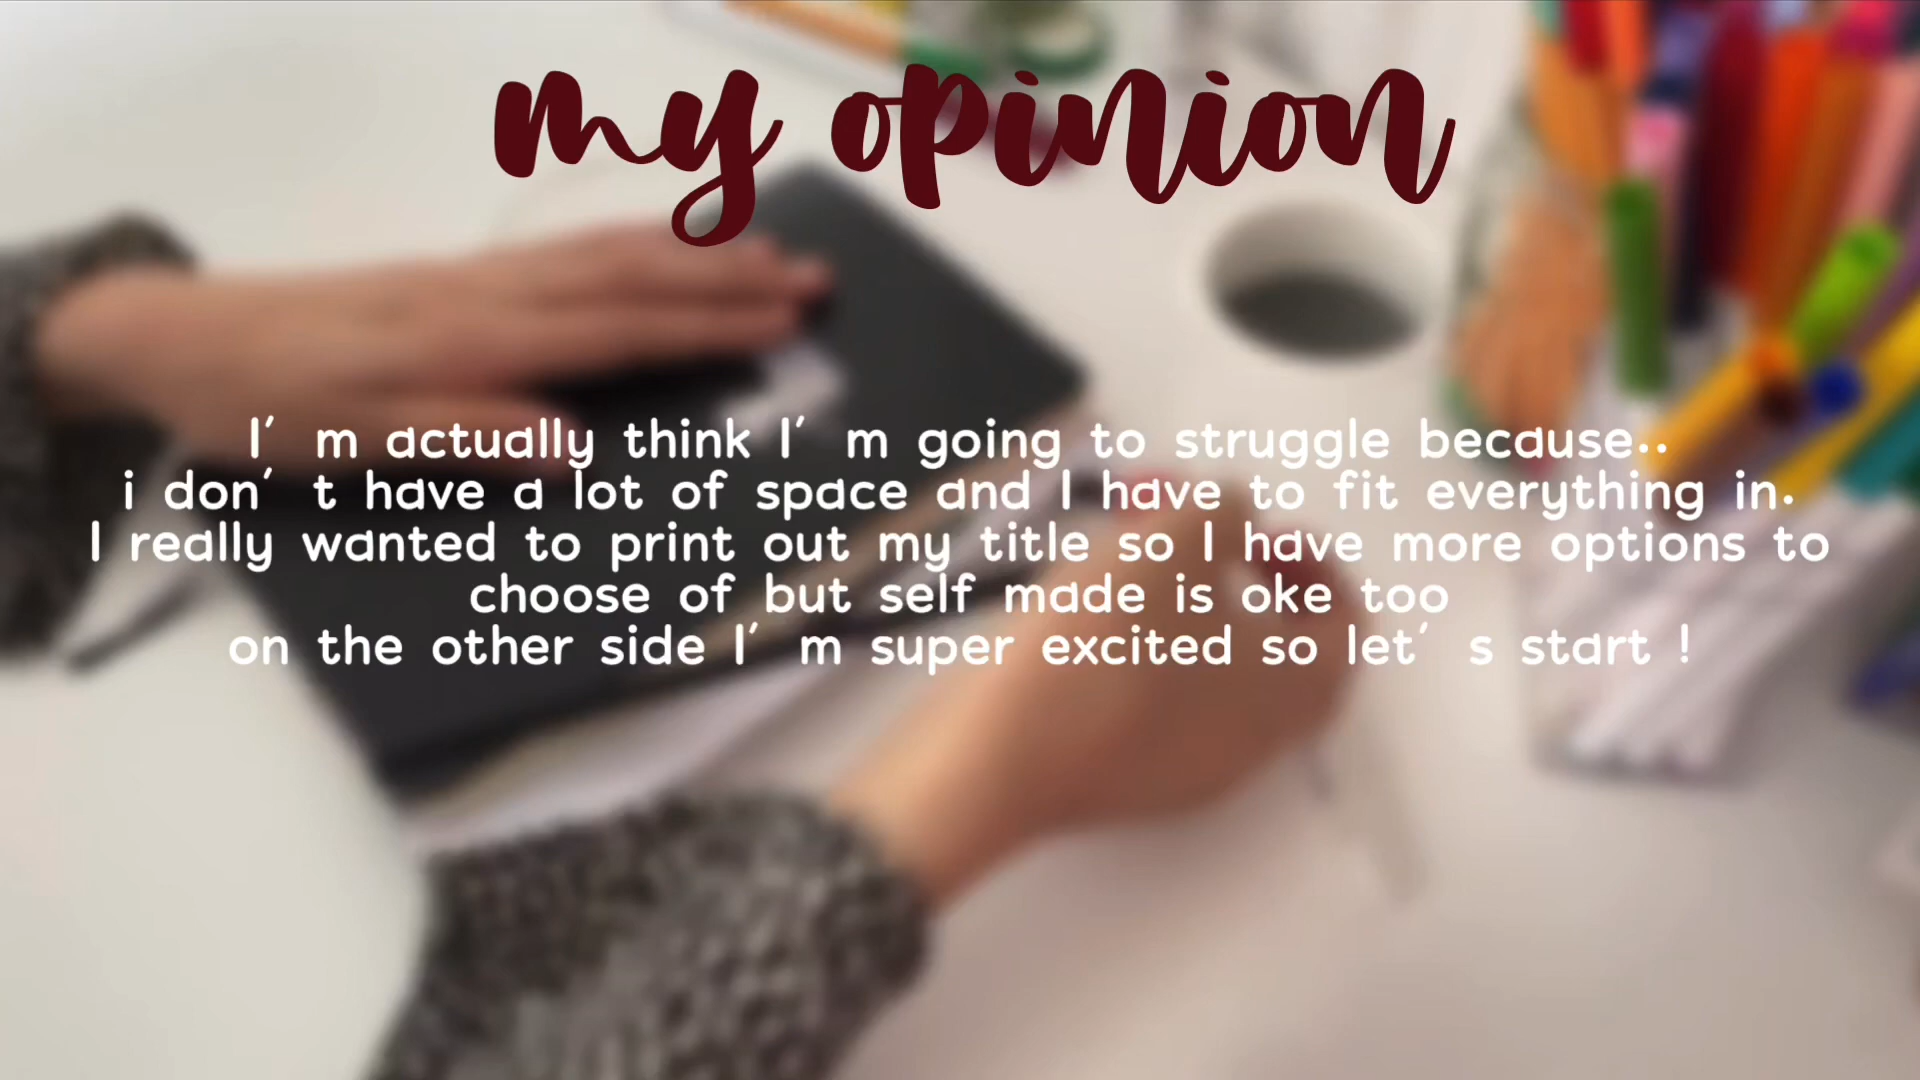 my opinion
I'm actually think I'm going to struggle because..
i don't have a lot of space and I have to fit everything in.
I really wanted to print out my title so I have more options to
choose of but self made is oke too
on the other side I'm super excited so let's start !